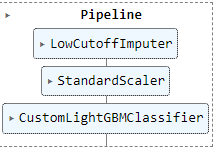 Pipeline
LowCutoffImputer
StandardScaler
CustomLightGBMClassifier